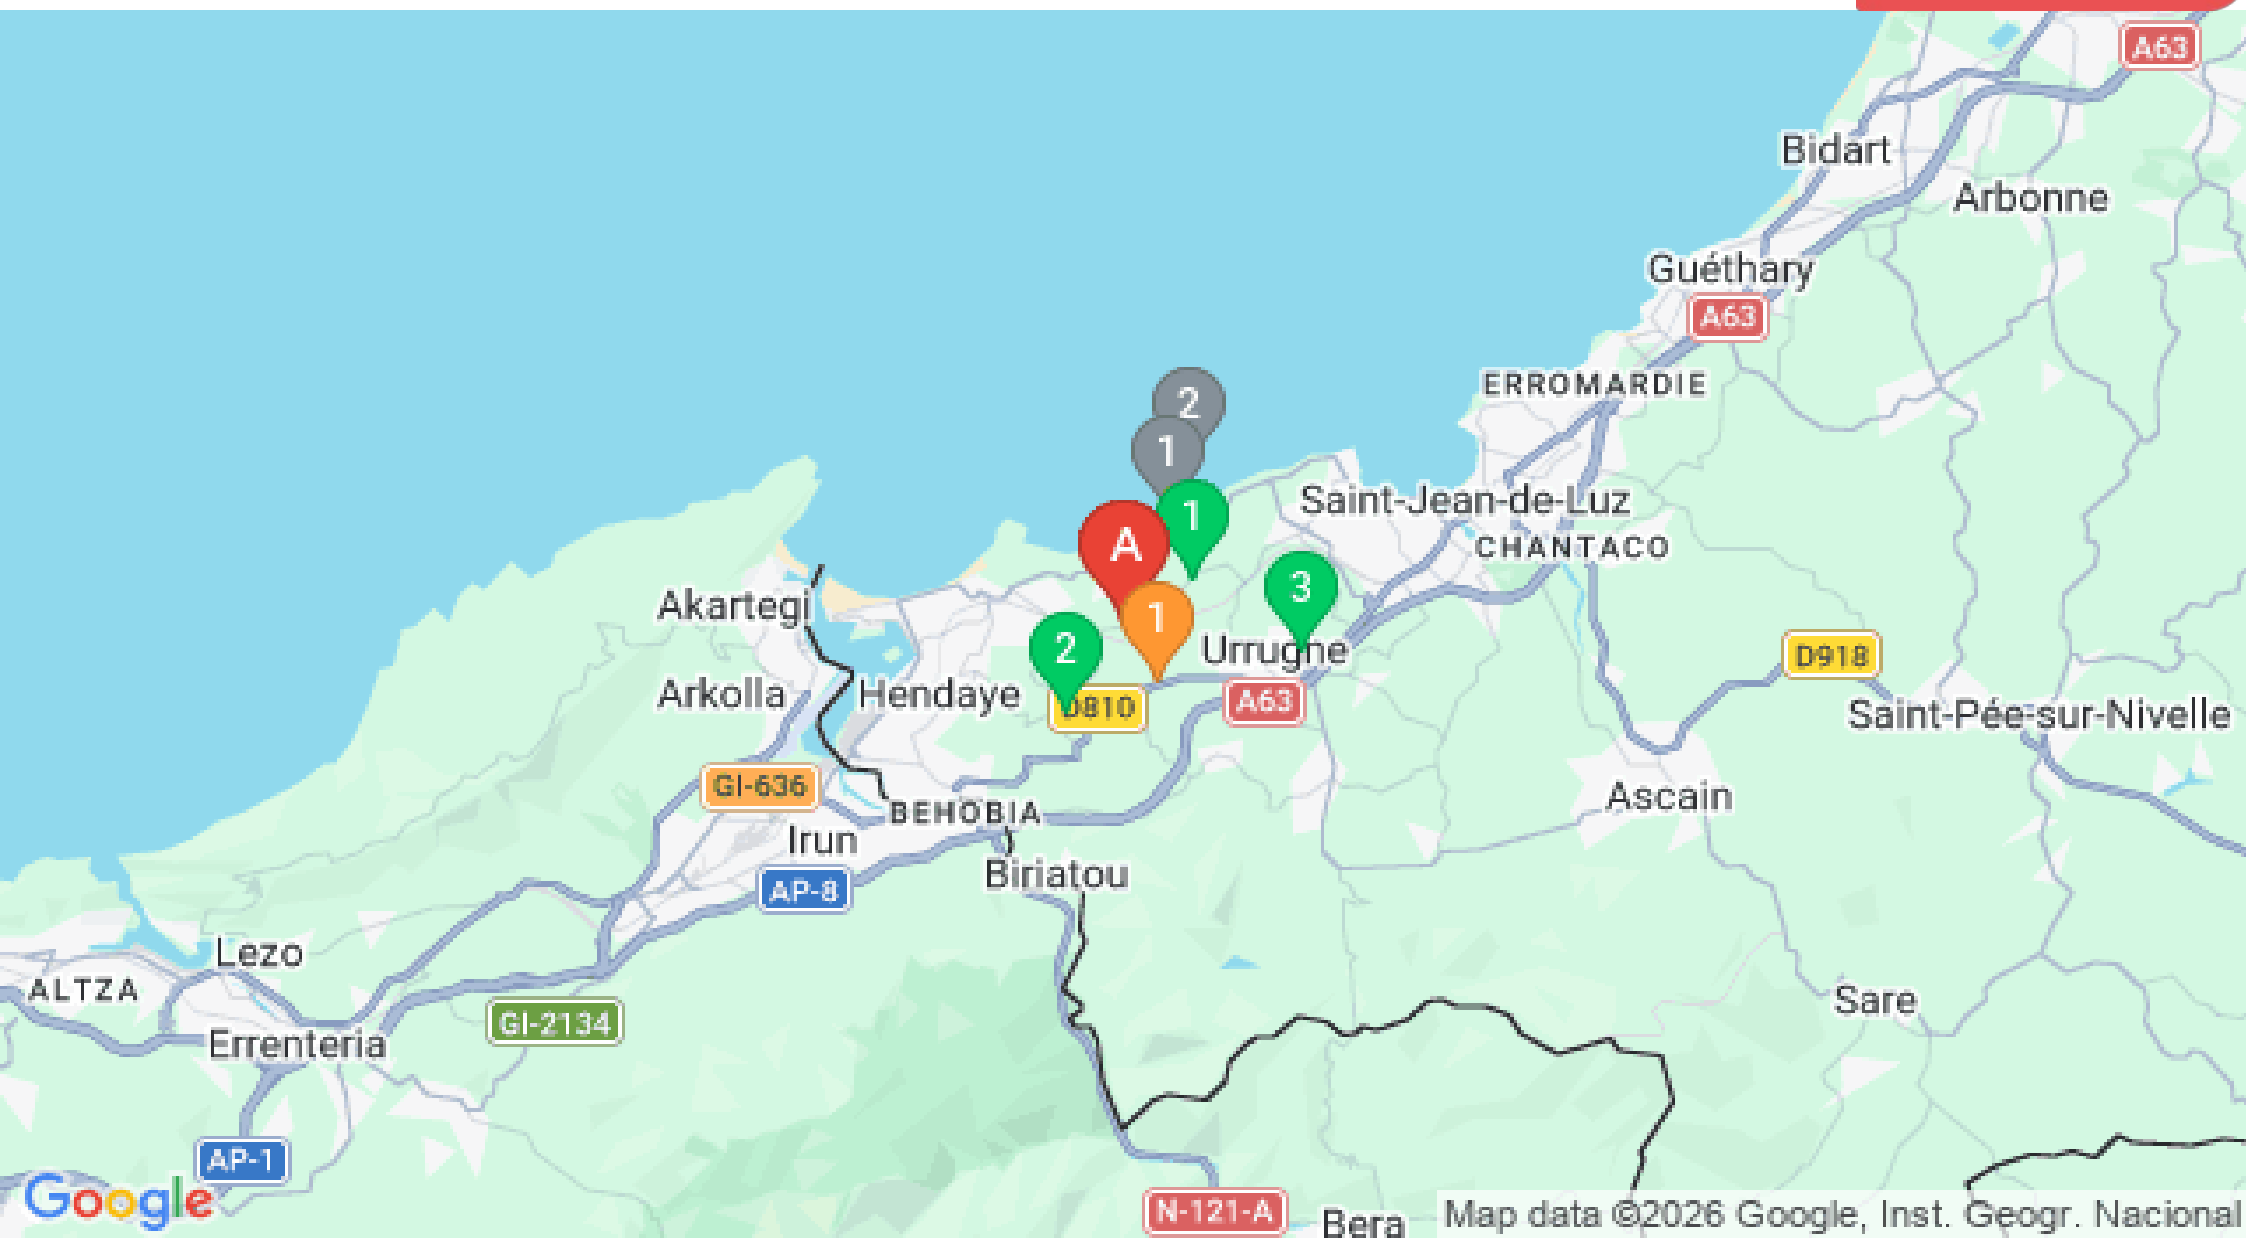 A63
Bidart
Arbonne
Guéthary
A63
ERROMARDIE
2
1
Saint-Jean-de-Luz
1
A
CHANTACO
3
Akartegi
1
2
Urrugne
D918
Arkolla
Hendaye
D810
A63
Saint-Pée-sur-Nivelle
GI-636
Ascain
BEHOBIA
Irun
Biriatou
AP-8
Lezo
ALTZA
Sare
GI-2134
Errenteria
AP-1
Google
N-121-A
Bera
Map data ©2026 Google, Inst. Geogr. Nacional